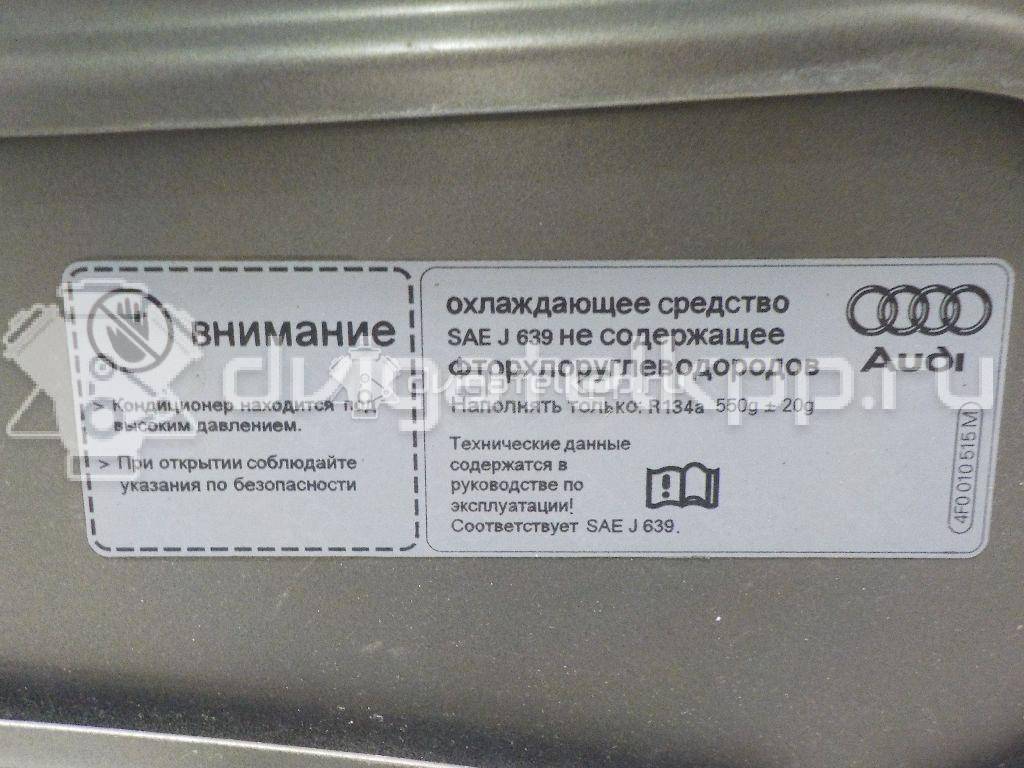 внимание
> Кондиционер находится под
высоким давлением.
> При открытии соблюдайте
указания по безопасности
охлаждающее средство
SAE J 639 не содержащее
фторхлоруглеводородов
Наполнять только: R134a 550g ± 20g
Технические данные
содержатся в
руководстве по
эксплуатации!
Соответствует SAE J 639.
Audi
4F0 010 515 M
dvigatelkpp.ru